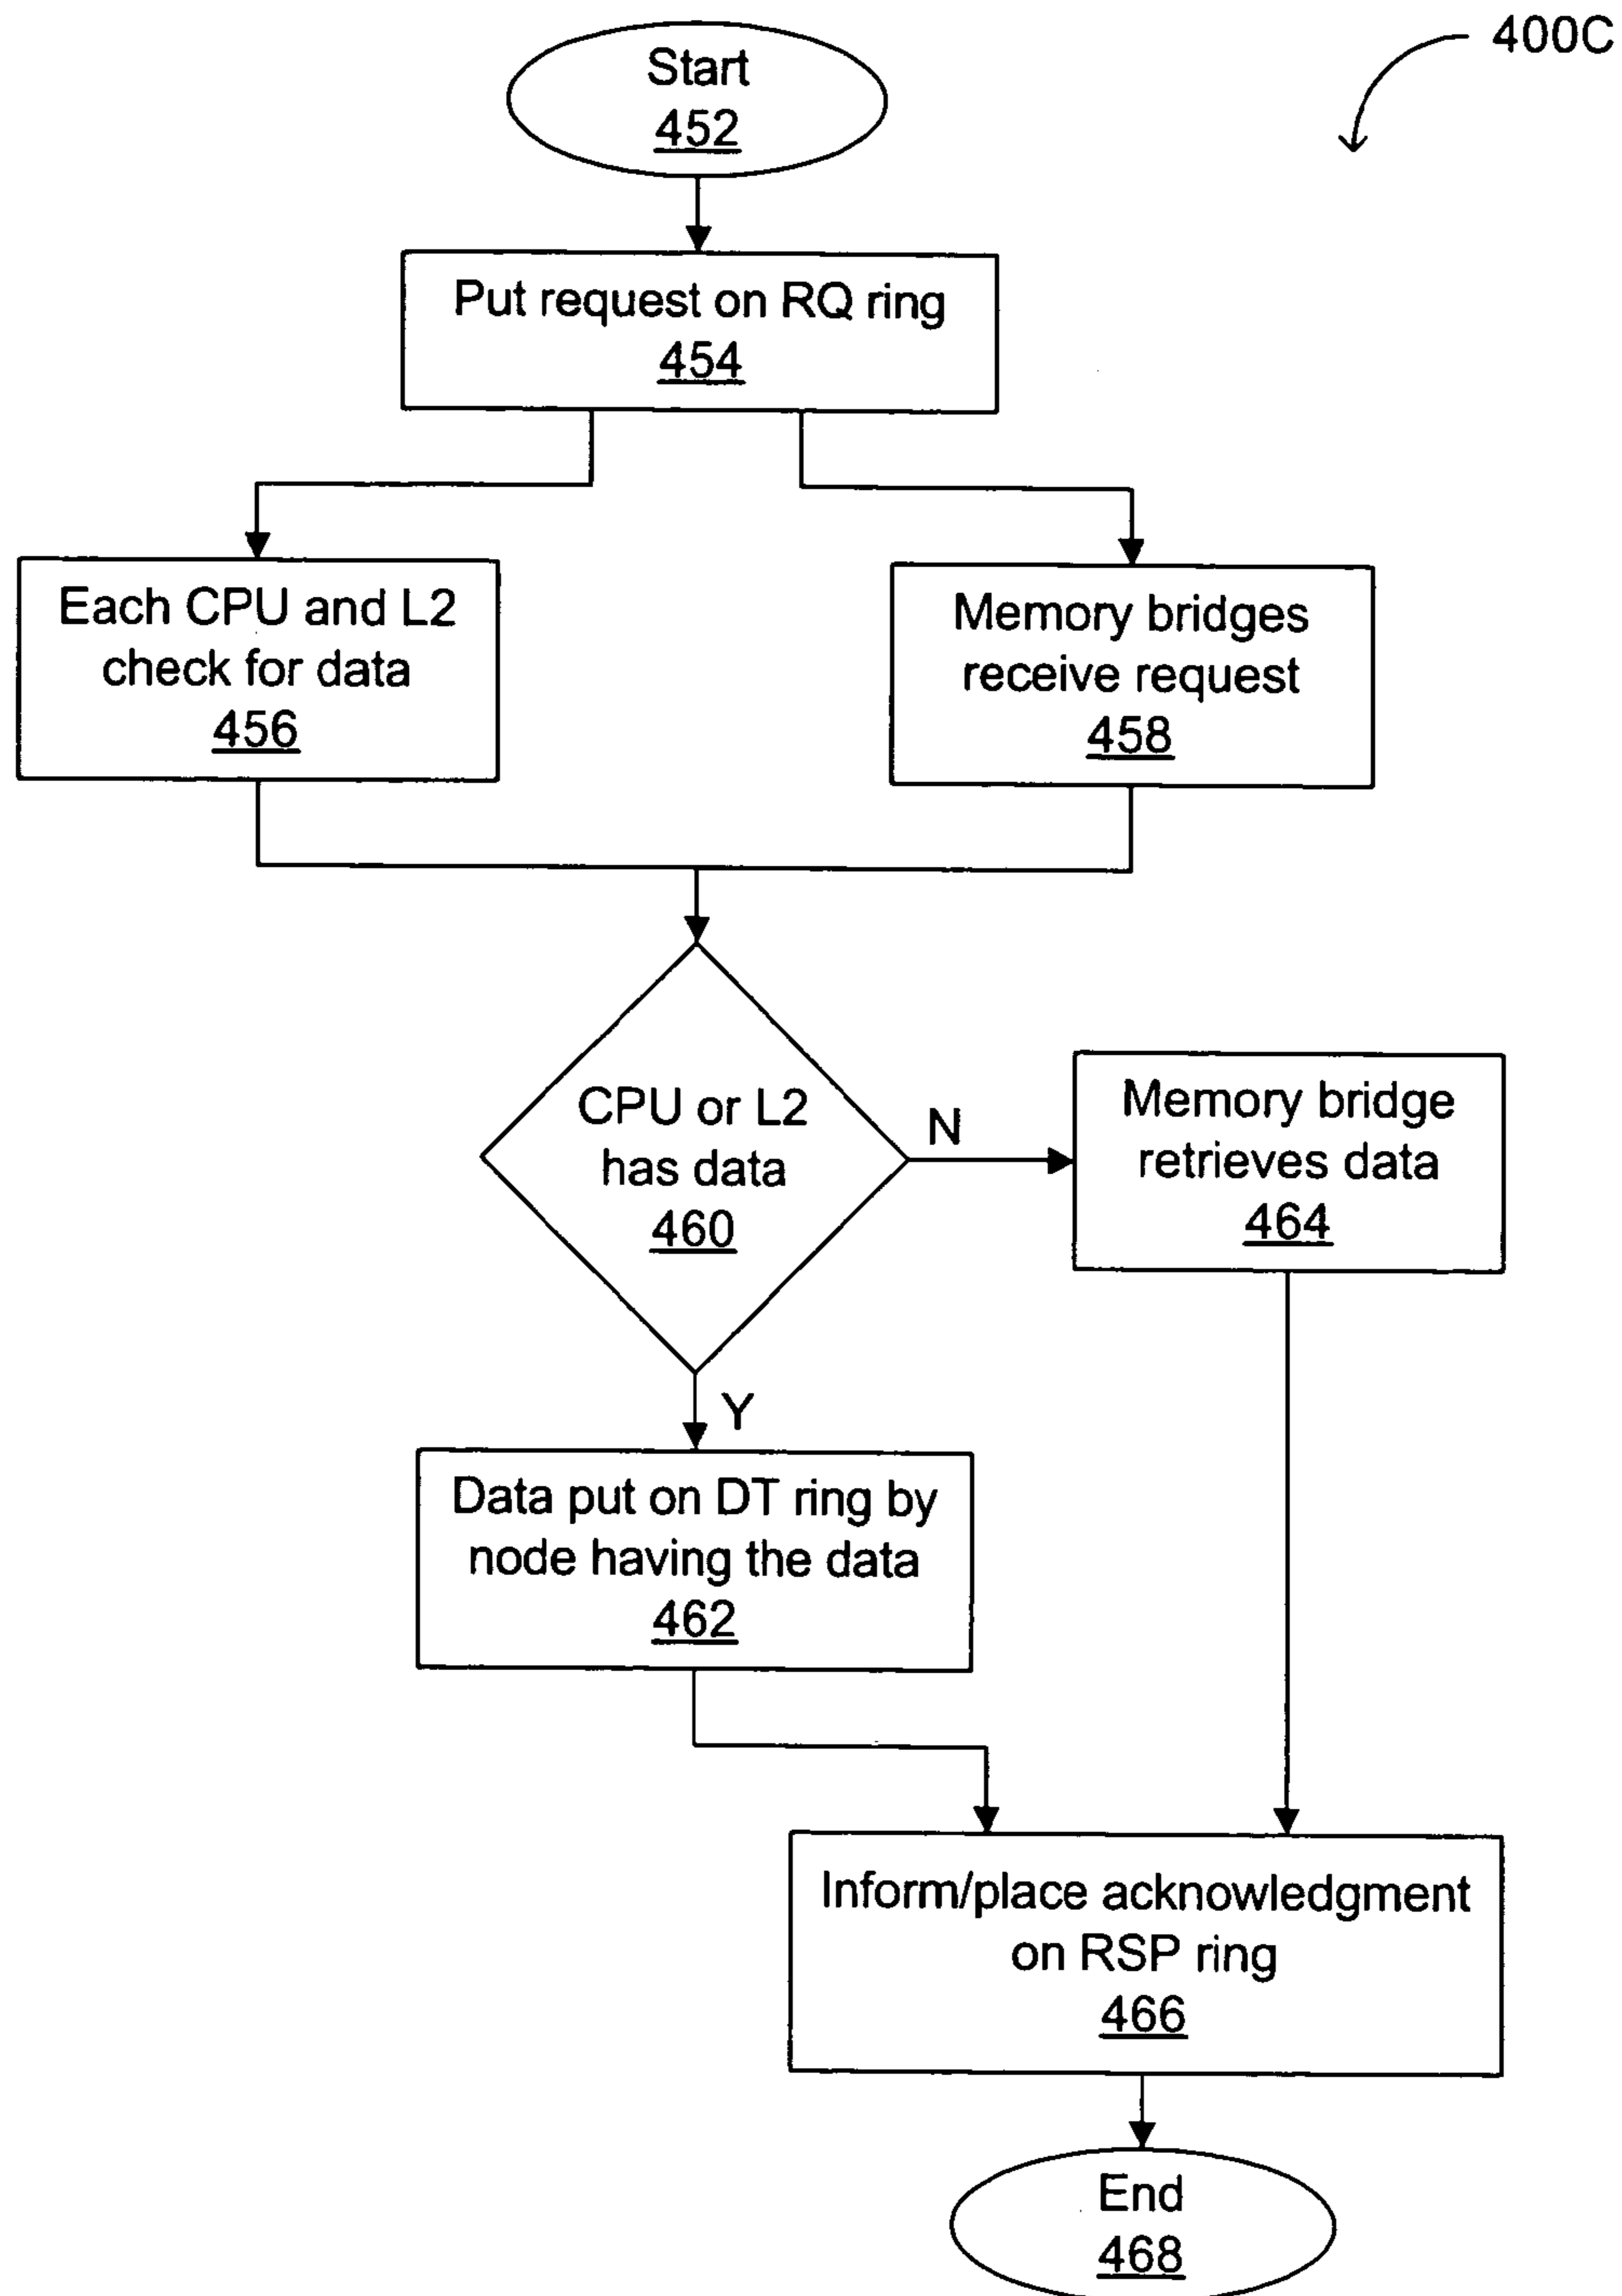 400C
Start
452
Put request on RQ ring
454
Each CPU and L2
check for data
456
Memory bridges
receive request
458
CPU or L2
has data
460
N
Memory bridge
retrieves data
464
Y
Data put on DT ring by
node having the data
462
Inform/place acknowledgment
on RSP ring
466
End
468